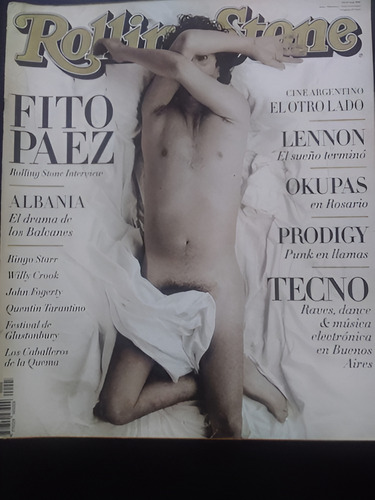 Rolling Stone
FITO
PAEZ
Rolling Stone Interview
ALBANIA
El drama de
los Balcanes
Ringo Starr
Willy Crook
John Fogerty
Quentin Tarantino
Festival de
Glastonbury
Los Caballeros
de la Quema
CINE ARGENTINO
EL OTRO LADO
LENNON
El sueño terminó
OKUPAS
en Rosario
PRODIGY
Punk en llamas
TECNO
Raves, dance
& música
electrónica
en Buenos
Aires